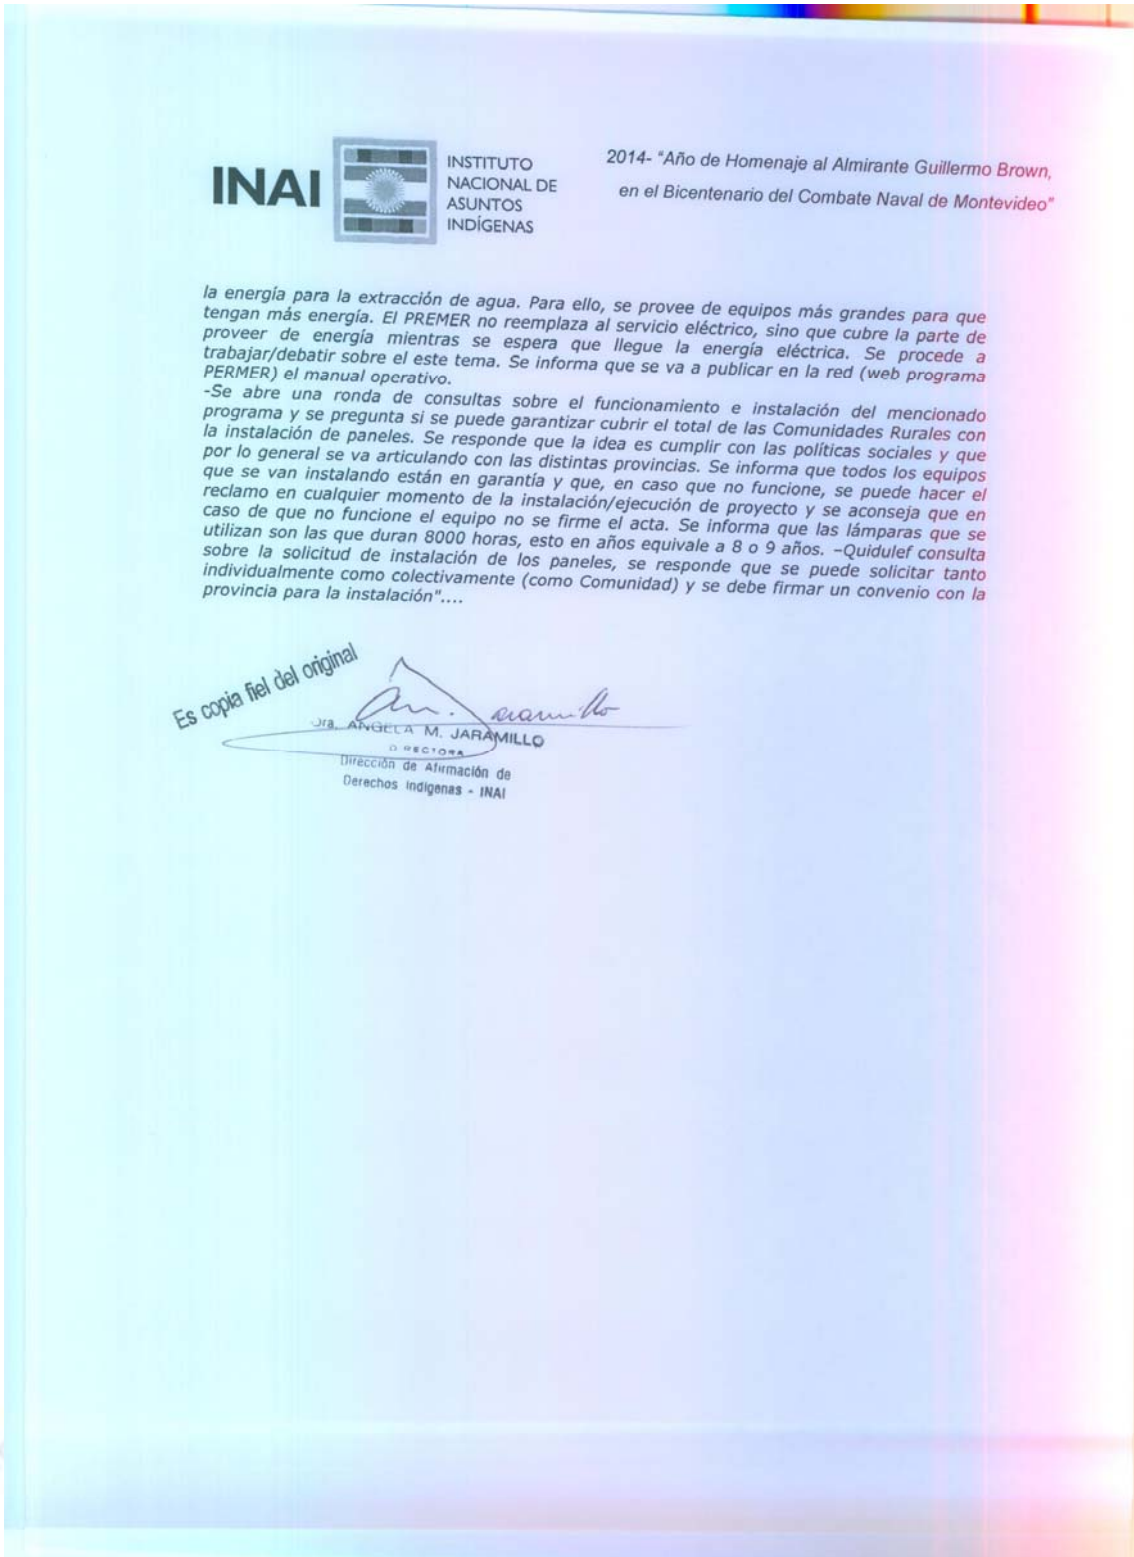 INAI
INSTITUTO
NACIONAL DE
ASUNTOS
INDÍGENAS
2014- "Año de Homenaje al Almirante Guillermo Brown,
en el Bicentenario del Combate Naval de Montevideo"
la energía para la extracción de agua. Para ello, se provee de equipos más grandes para que
tengan más energía. El PREMER no reemplaza al servicio eléctrico, sino que cubre la parte de
proveer de energía mientras se espera que llegue la energía eléctrica. Se procede a
trabajar/debatir sobre el este tema. Se informa que se va a publicar en la red (web programa
PERMER) el manual operativo.
-Se abre una ronda de consultas sobre el funcionamiento e instalación del mencionado
programa y se pregunta si se puede garantizar cubrir el total de las Comunidades Rurales con
la instalación de paneles. Se responde que la idea es cumplir con las políticas sociales y que
por lo general se va articulando con las distintas provincias. Se informa que todos los equipos
que se van instalando están en garantía y que, en caso que no funcione, se puede hacer el
reclamo en cualquier momento de la instalación/ejecución de proyecto y se aconseja que en
caso de que no funcione el equipo no se firme el acta. Se informa que las lámparas que se
utilizan son las que duran 8000 horas, esto en años equivale a 8 o 9 años. –Quidulef consulta
sobre la solicitud de instalación de los paneles, se responde que se puede solicitar tanto
individualmente como colectivamente (como Comunidad) y se debe firmar un convenio con la
provincia para la instalación"....
Es copia fiel del original
Dra. ANGELA M. JARAMILLO
DIRECTORA
Dirección de Afirmación de
Derechos Indígenas - INAI